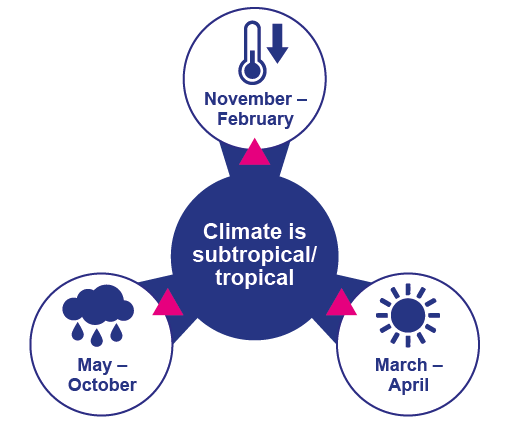 November –
February
Climate is
subtropical/
tropical
May –
October
March –
April